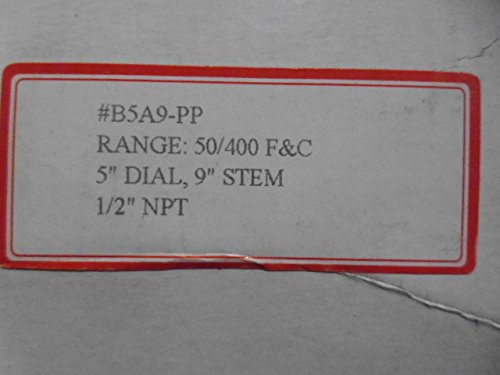 #B5A9-PP
RANGE: 50/400 F&C
5" DIAL, 9" STEM
1/2" NPT